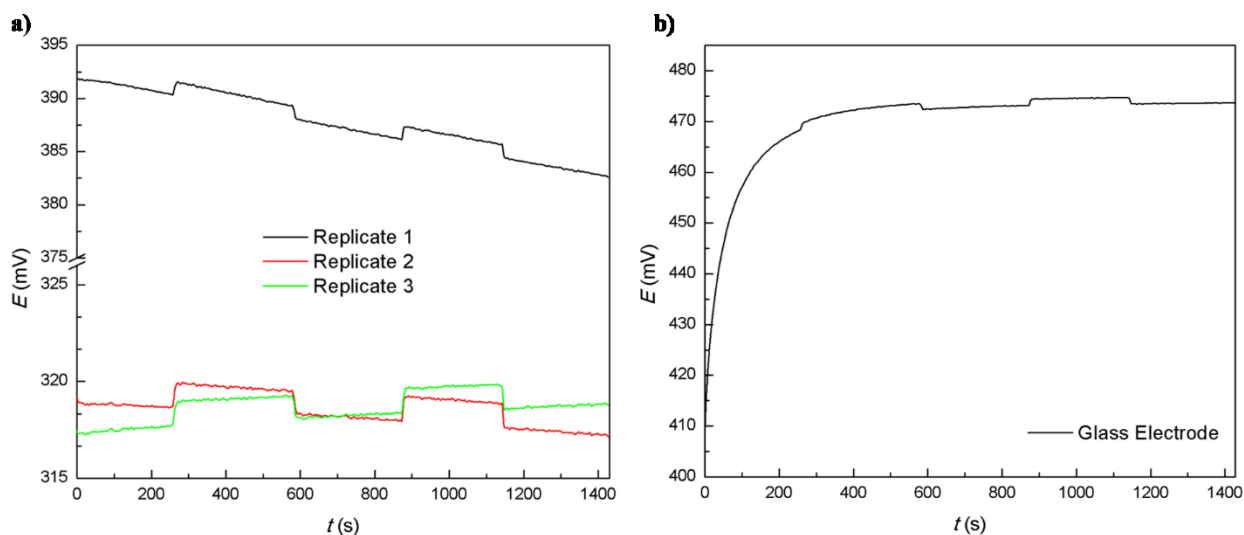 a)
395
390
385
380
375
325
320
315
E (mV)
Replicate 1
Replicate 2
Replicate 3
0 200 400 600 800 1000 1200 1400
t (s)
b)
480
470
460
450
440
430
420
410
400
E (mV)
Glass Electrode
0 200 400 600 800 1000 1200 1400
t (s)